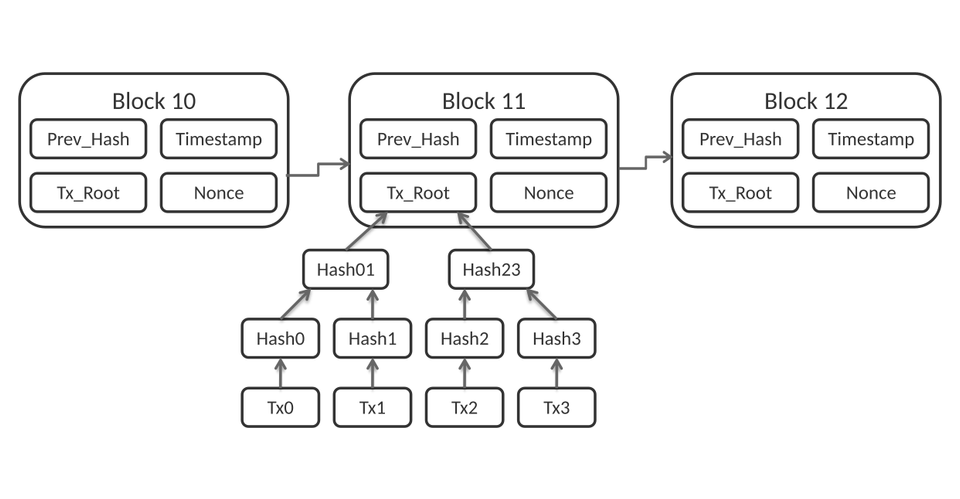 Block 10
Prev_Hash
Timestamp
Tx_Root
Nonce
Block 11
Prev_Hash
Timestamp
Tx_Root
Nonce
Block 12
Prev_Hash
Timestamp
Tx_Root
Nonce
Hash01
Hash23
Hash0
Hash1
Hash2
Hash3
Tx0
Tx1
Tx2
Tx3